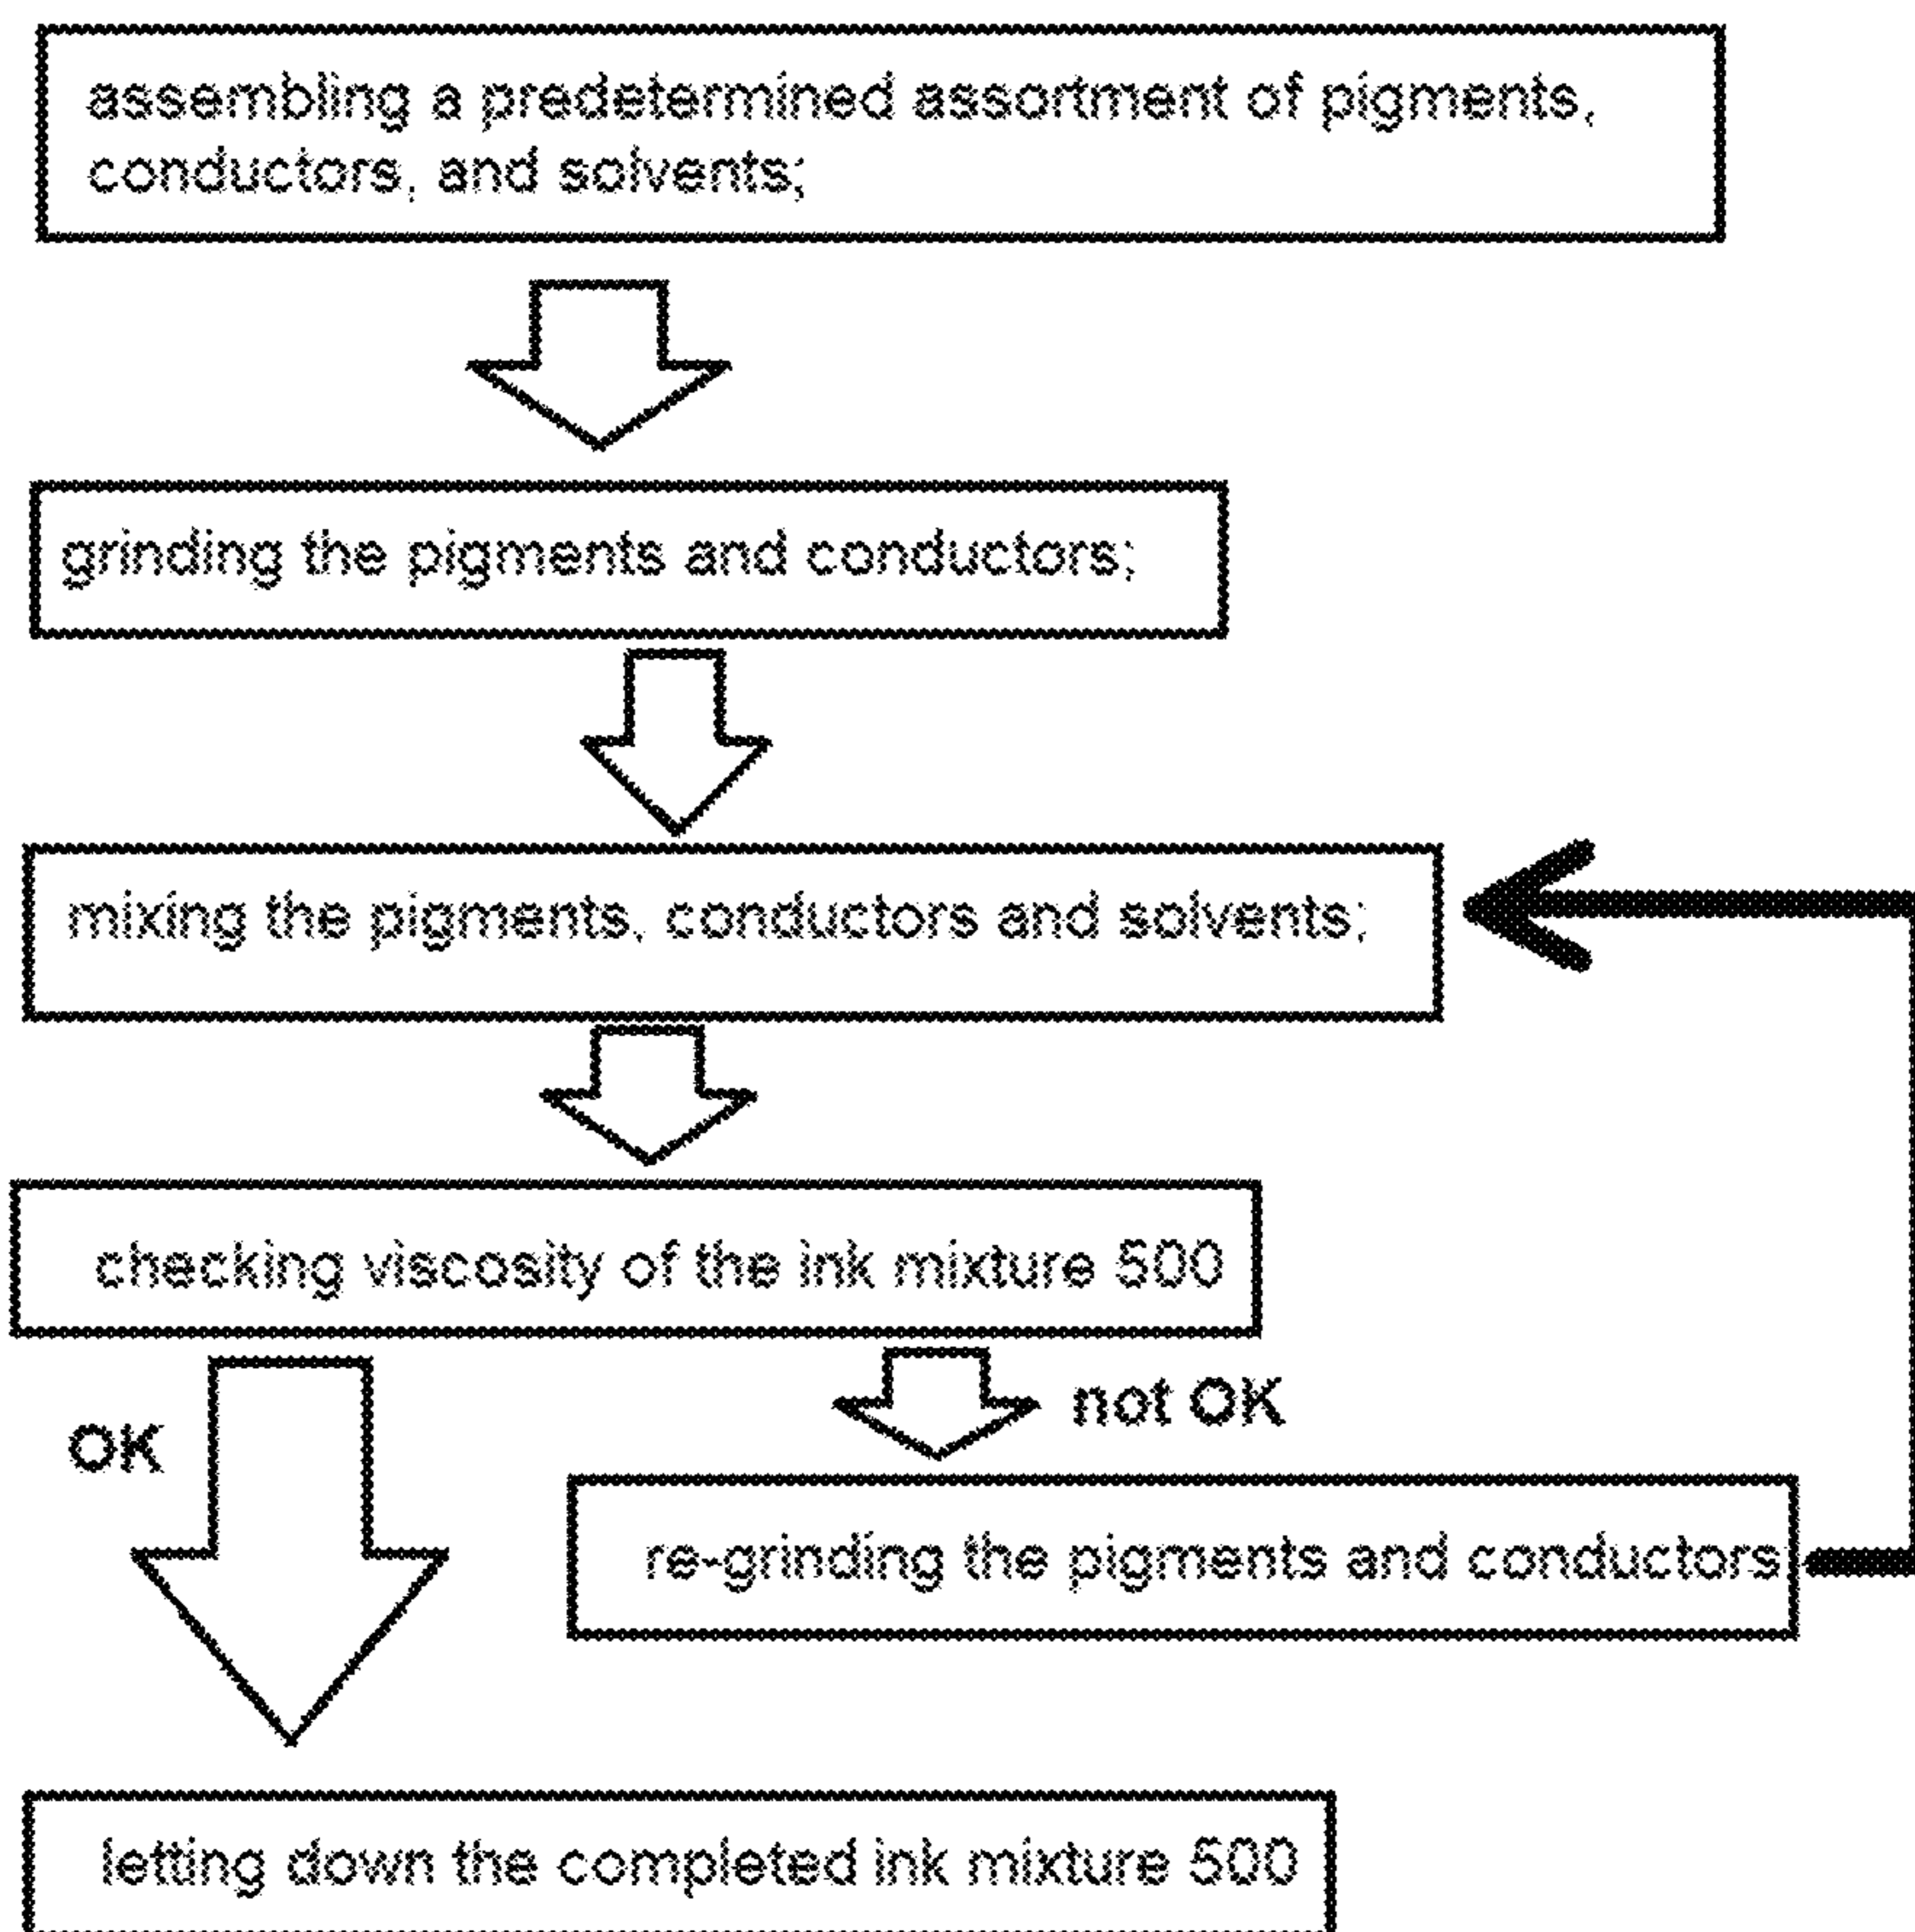 assembling a predetermined assortment of pigments,
conductors, and solvents;
grinding the pigments and conductors;
mixing the pigments, conductors and solvents;
checking viscosity of the ink mixture 500
OK
not OK
re-grinding the pigments and conductors
letting down the completed ink mixture 500